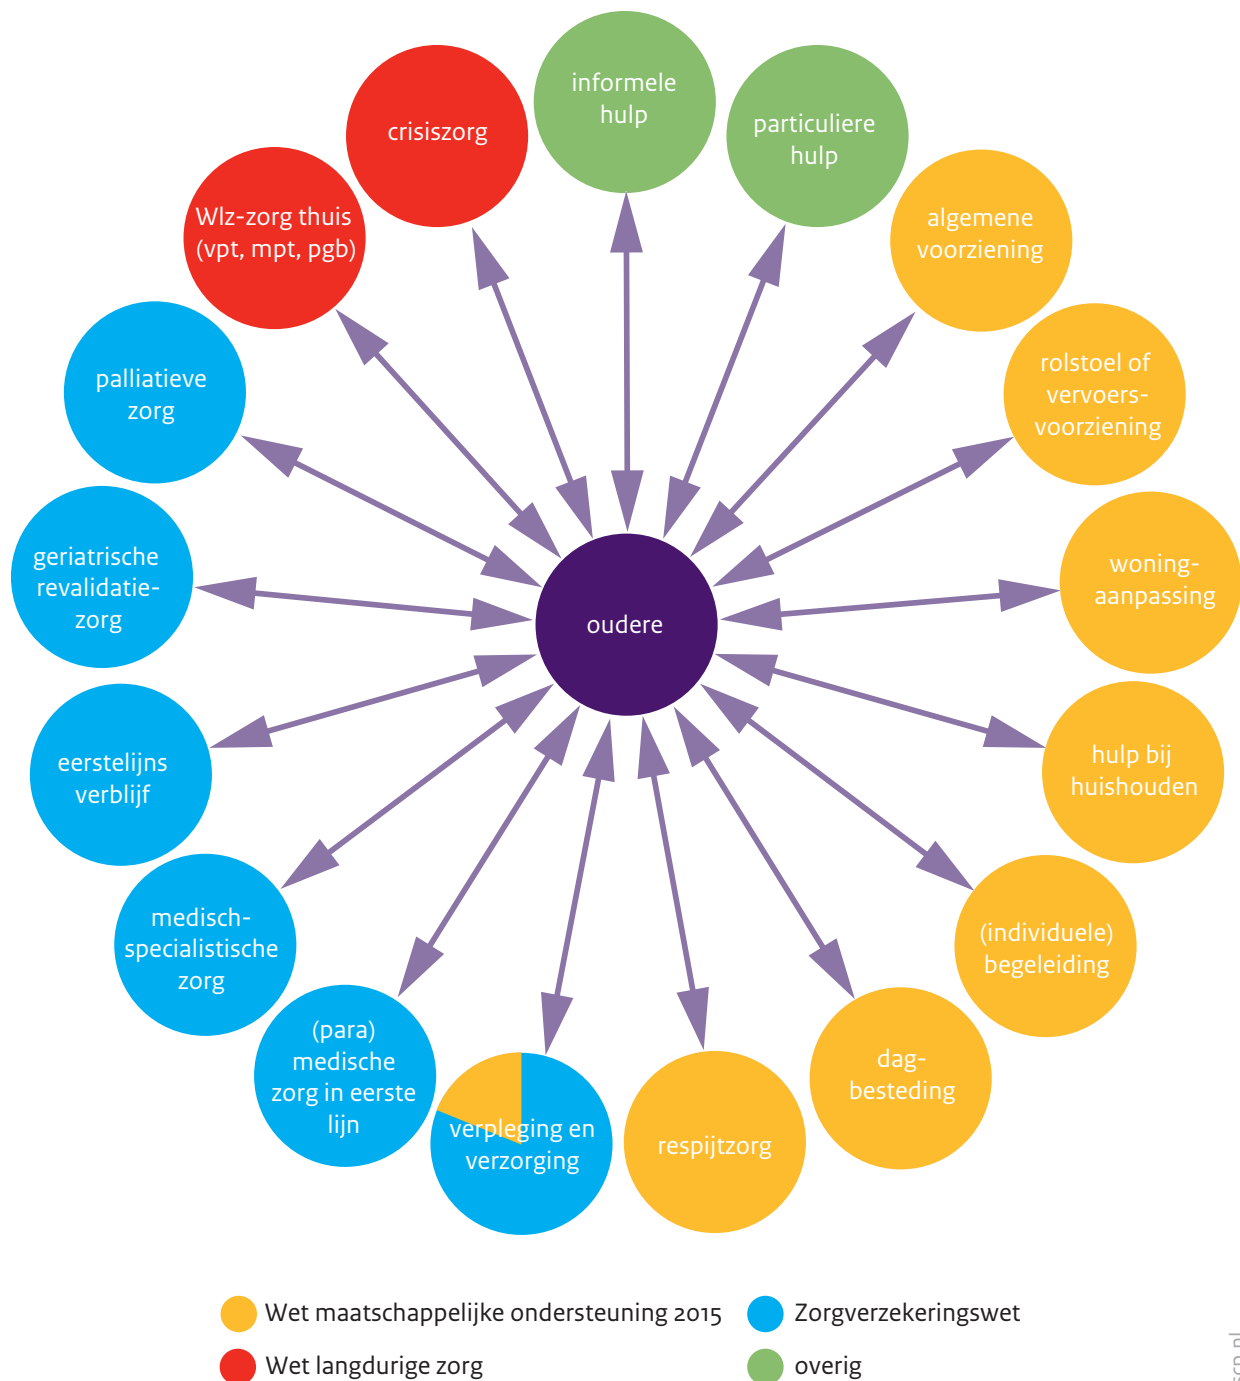 informele
hulp
particuliere
hulp
algemene
voorziening
rolstoel of
vervoers-
voorziening
woning-
aanpassing
hulp bij
huishouden
(individuele)
begeleiding
dag-
besteding
respijtzorg
verpleging en
verzorging
(para)
medische
zorg in eerste
lijn
medisch-
specialistische
zorg
eerstelijns
verblijf
geriatrische
revalidatie-
zorg
palliatieve
zorg
Wlz-zorg thuis
(vpt, mpt, pgb)
crisiszorg
oudere
Wet maatschappelijke ondersteuning 2015
Zorgverzekeringswet
Wet langdurige zorg
overig
scp.nl